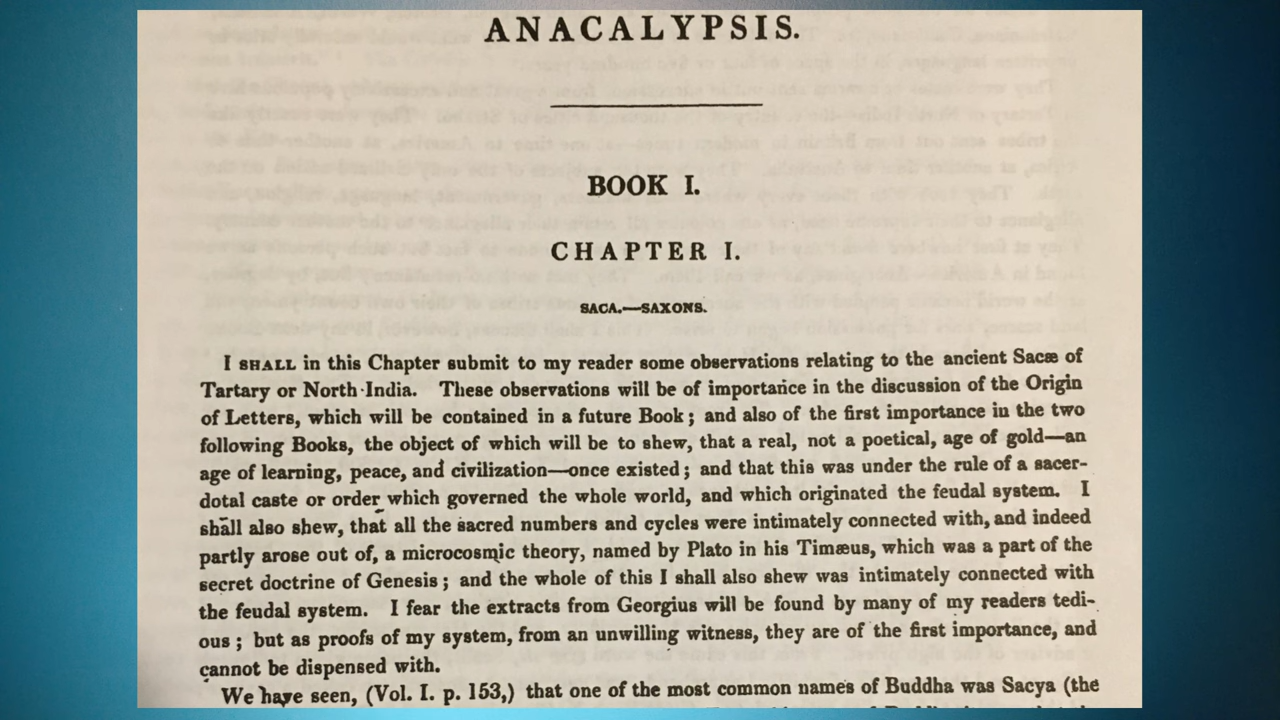 ANACALYPSIS.
BOOK I.
CHAPTER I.
SACA.—SAXONS.
I SHALL in this Chapter submit to my reader some observations relating to the ancient Sacæ of
Tartary or North India. These observations will be of importance in the discussion of the Origin
of Letters, which will be contained in a future Book; and also of the first importance in the two
following Books, the object of which will be to shew, that a real, not a poetical, age of gold—an
age of learning, peace, and civilization—once existed; and that this was under the rule of a sacer-
dotal caste or order which governed the whole world, and which originated the feudal system. I
shall also shew, that all the sacred numbers and cycles were intimately connected with, and indeed
partly arose out of, a microcosmic theory, named by Plato in his Timæus, which was a part of the
secret doctrine of Genesis; and the whole of this I shall also shew was intimately connected with
the feudal system. I fear the extracts from Georgius will be found by many of my readers tedi-
ous; but as proofs of my system, from an unwilling witness, they are of the first importance, and
cannot be dispensed with.
We have seen, (Vol. I. p. 153,) that one of the most common names of Buddha was Sacya (the